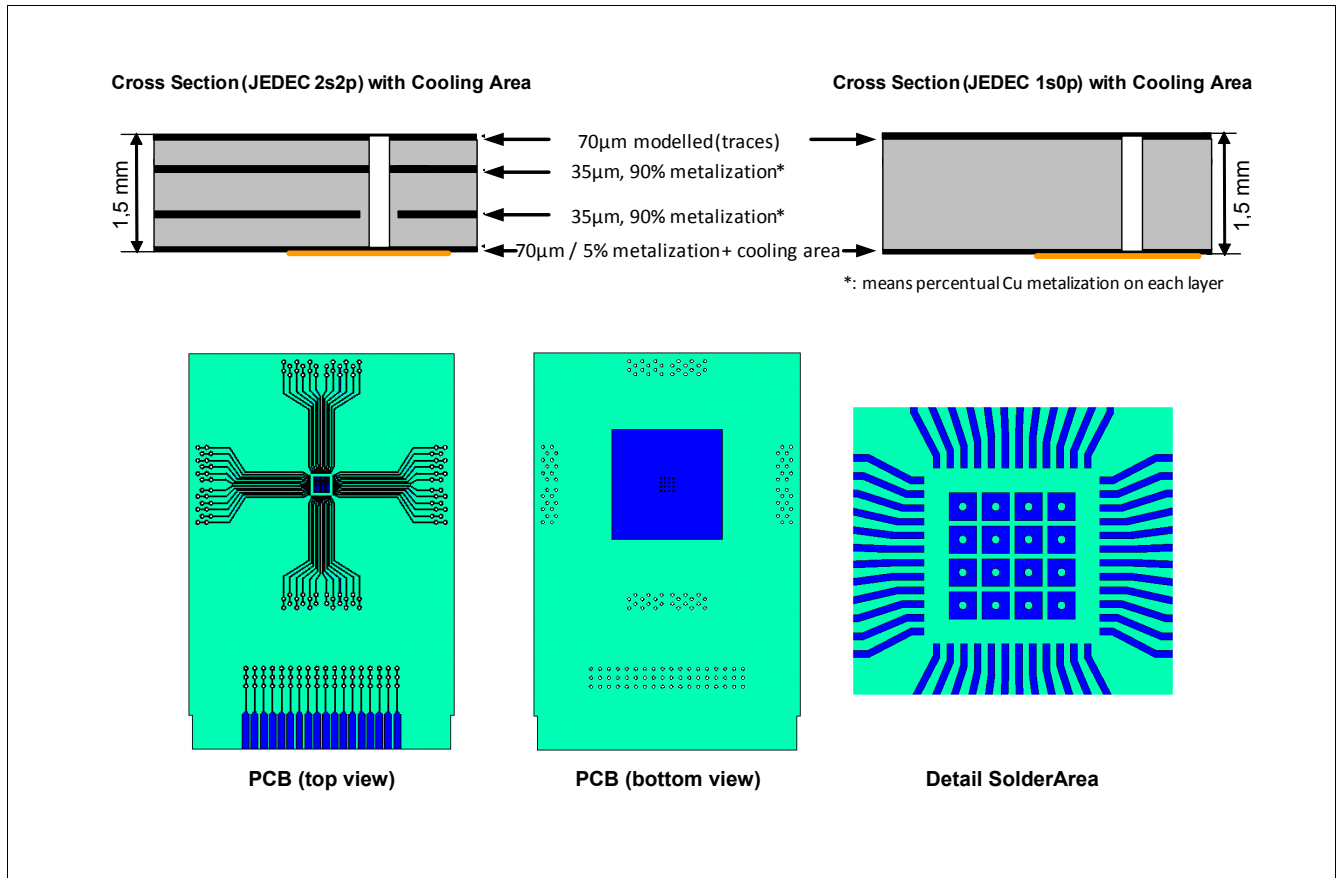 Cross Section (JEDEC 2s2p) with Cooling Area
Cross Section (JEDEC 1s0p) with Cooling Area
1,5 mm
70µm modelled (traces)
35µm, 90% metalization*
35µm, 90% metalization*
70µm / 5% metalization + cooling area
1,5 mm
*: means percentual Cu metalization on each layer
PCB (top view)
PCB (bottom view)
Detail SolderArea